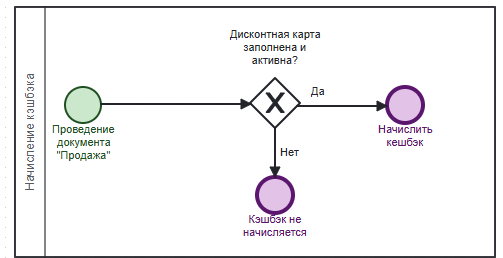 Начисление кэшбэка
Дисконтная карта
заполнена и
активна?
Да
Проведение
документа
"Продажа"
Начислить
кешбэк
Нет
Кэшбэк не
начисляется